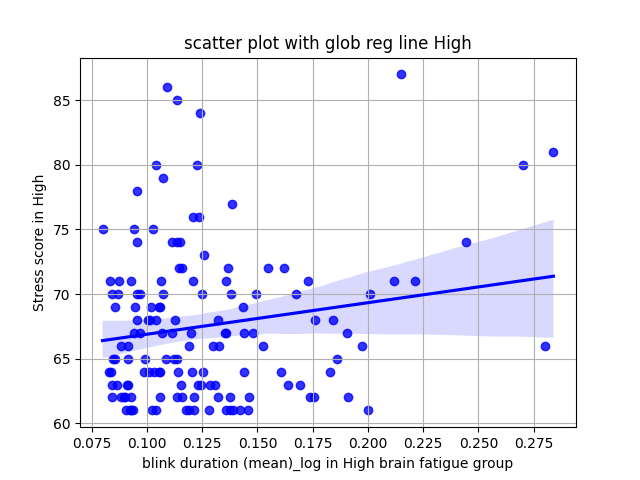 scatter plot with glob reg line High
Stress score in High
85
80
75
70
65
60
0.075 0.100 0.125 0.150 0.175 0.200 0.225 0.250 0.275
blink duration (mean)_log in High brain fatigue group